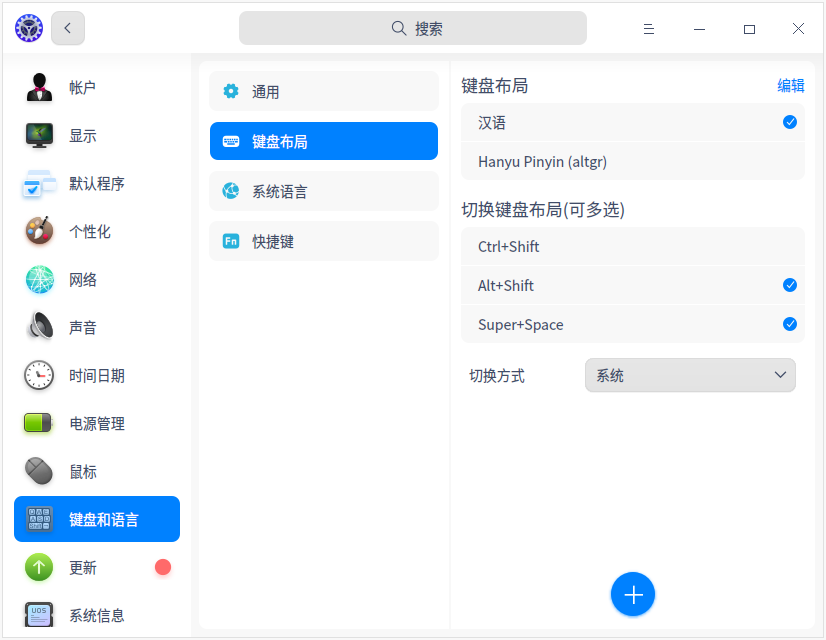 搜索
帐户
显示
默认程序
个性化
网络
声音
时间日期
电源管理
鼠标
键盘和语言
更新
UOS
系统信息
通用
键盘布局
系统语言
Fn 快捷键
键盘布局 编辑
汉语
Hanyu Pinyin (altgr)
切换键盘布局(可多选)
Ctrl+Shift
Alt+Shift
Super+Space
切换方式 系统